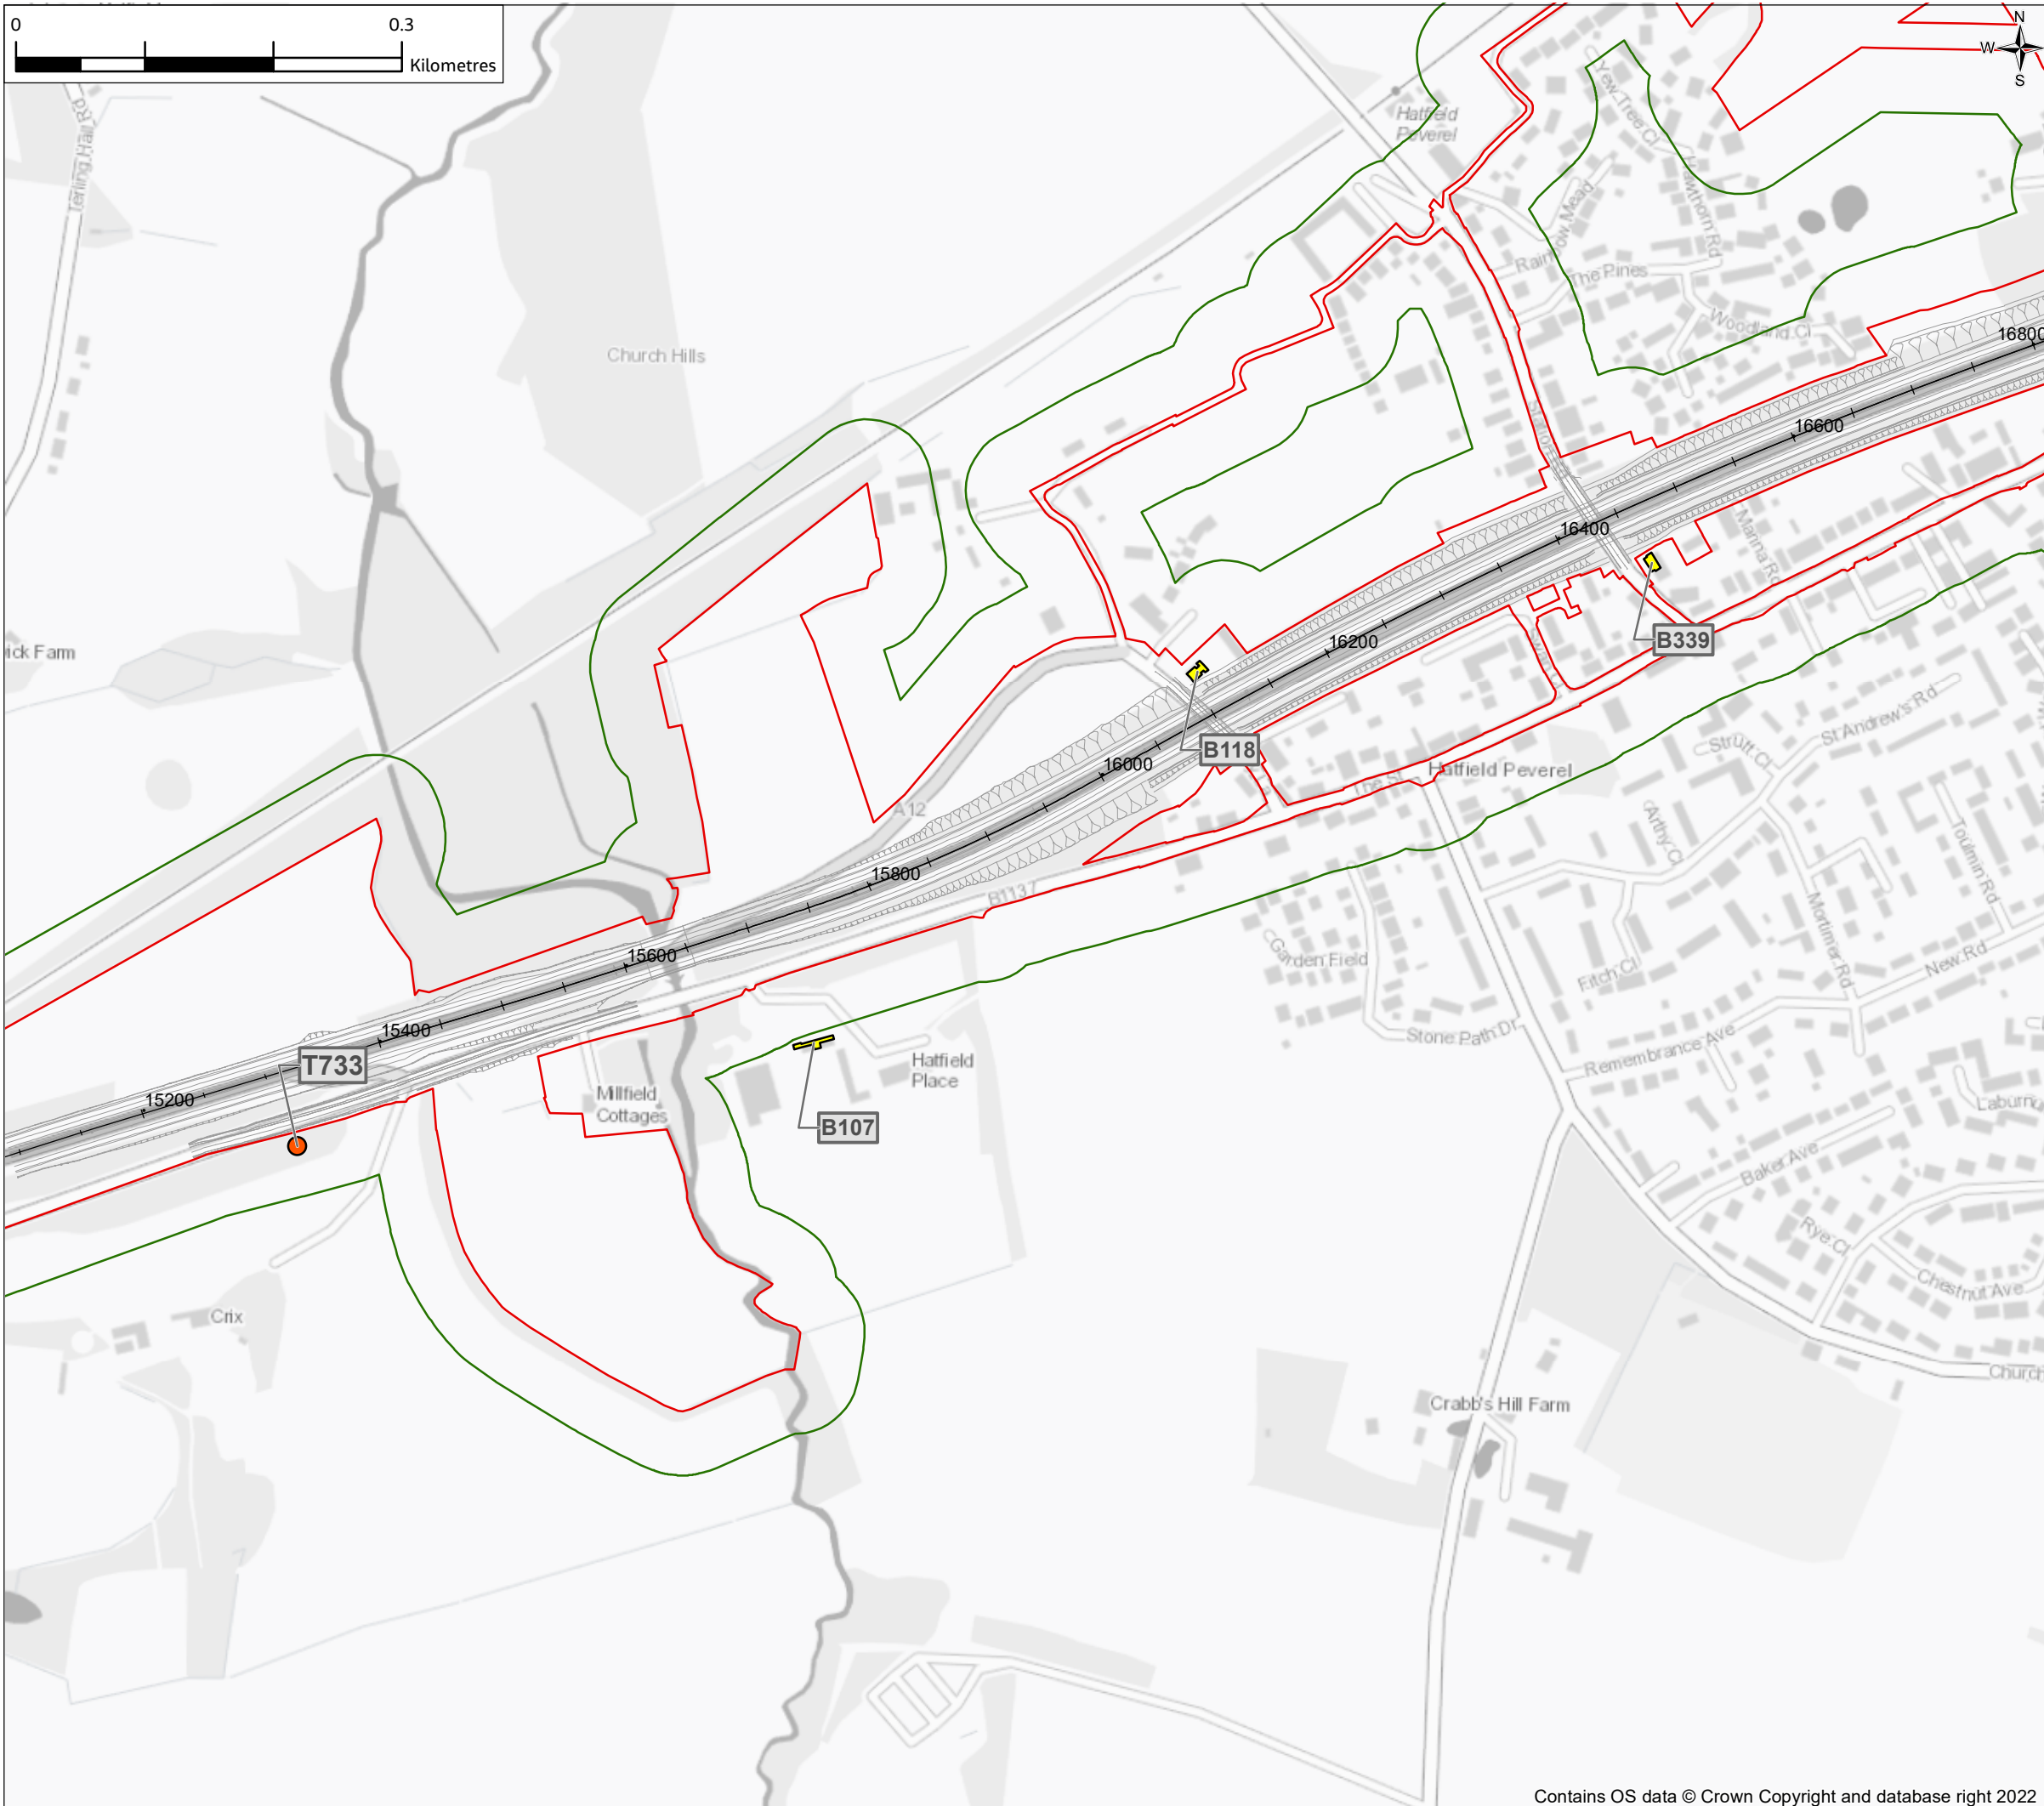 0
0.3
Kilometres
N
W
S
Terling Hall Rd
Hatfield
Peverel
Yew Tree Cl
Hawthorn Rd
Rainbow Mead
The Pines
Woodland Cl
Church Hills
16800
16600
16400
Manna Rd
B339
16200
B118
16000
Hatfield Peverel
St Andrew's Rd
Strutt Cl
Arthy Cl
Toulmin Rd
Mortimer Rd
A12
15800
B1137
15600
Garden Field
Fitch Cl
New Rd
Stone Path Dr
Remembrance Ave
15400
T733
15200
Hatfield
Place
Millfield
Cottages
B107
Baker Ave
Rye Cl
Chestnut Ave
Church
Crix
Crabb's Hill Farm
Contains OS data © Crown Copyright and database right 2022